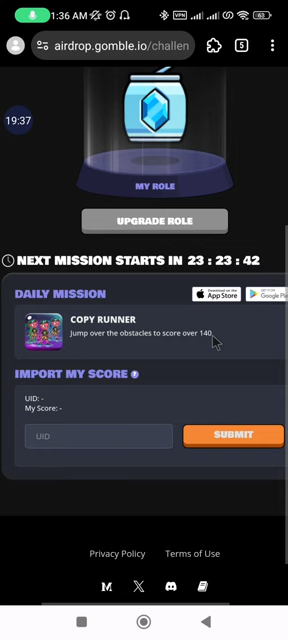 1:36 AM
VPN
63
airdrop.gomble.io/challen
5
19:37
MY ROLE
UPGRADE ROLE
NEXT MISSION STARTS IN 23 : 23 : 42
DAILY MISSION
Download on the
App Store
GET IT ON
Google Play
COPY RUNNER
Jump over the obstacles to score over 140.
IMPORT MY SCORE ?
UID: -
My Score: -
UID
SUBMIT
Privacy Policy
Terms of Use